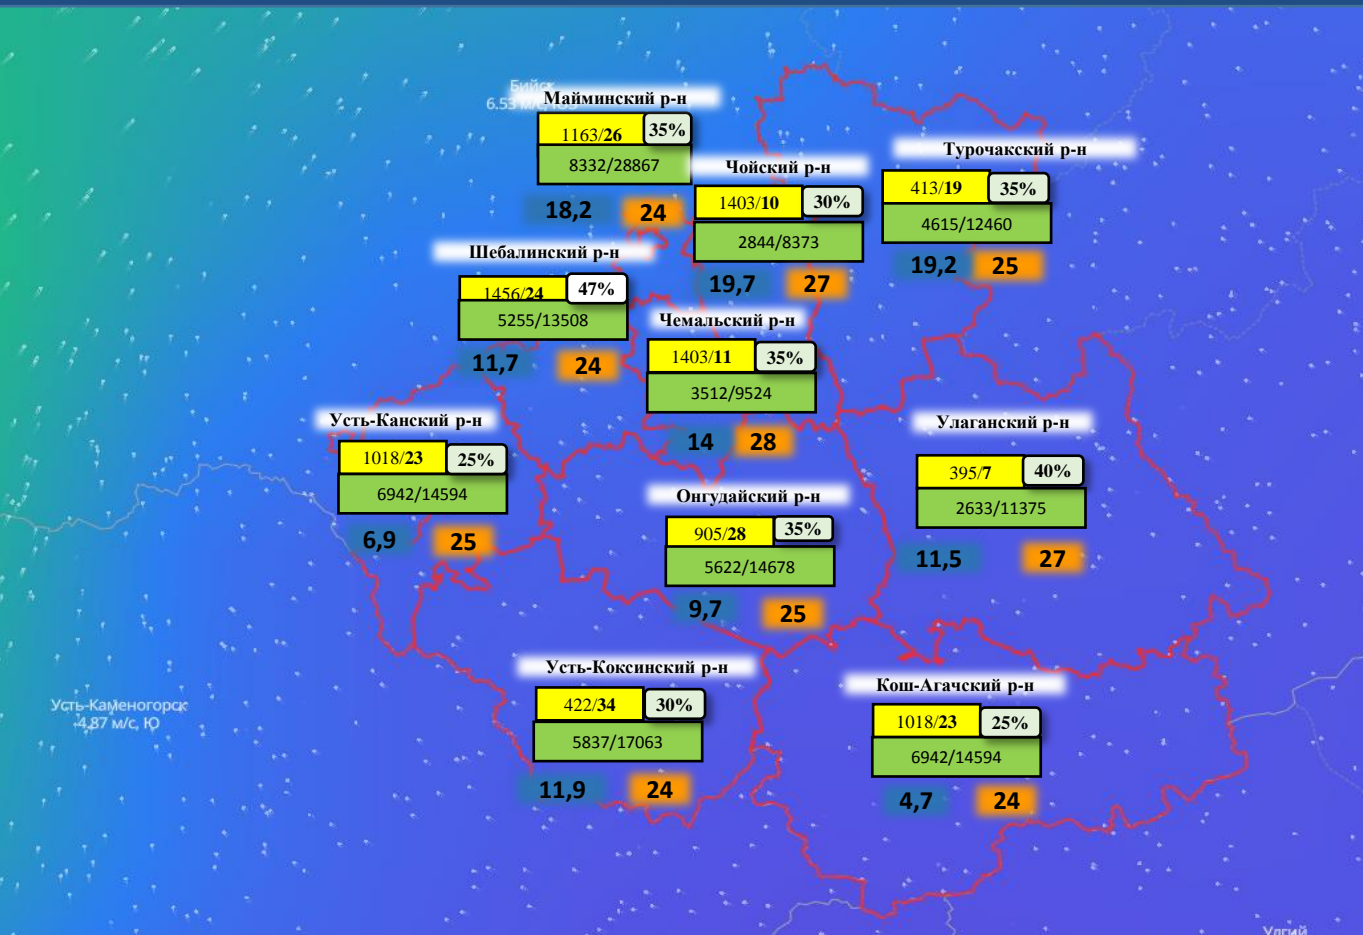 Бийск
6.53 м/с, ЮЗ
Майминский р-н
1163/26 35%
8332/28867
18,2 24
Чойский р-н
1403/10 30%
2844/8373
19,7 27
Турочакский р-н
413/19 35%
4615/12460
19,2 25
Шебалинский р-н
1456/24 47%
5255/13508
11,7 24
Чемальский р-н
1403/11 35%
3512/9524
14 28
Усть-Канский р-н
1018/23 25%
6942/14594
6,9 25
Онгудайский р-н
905/28 35%
5622/14678
9,7 25
Улаганский р-н
395/7 40%
2633/11375
11,5 27
Усть-Каменогорск
4.87 м/с, Ю
Усть-Коксинский р-н
422/34 30%
5837/17063
11,9 24
Кош-Агачский р-н
1018/23 25%
6942/14594
4,7 24
Улгий